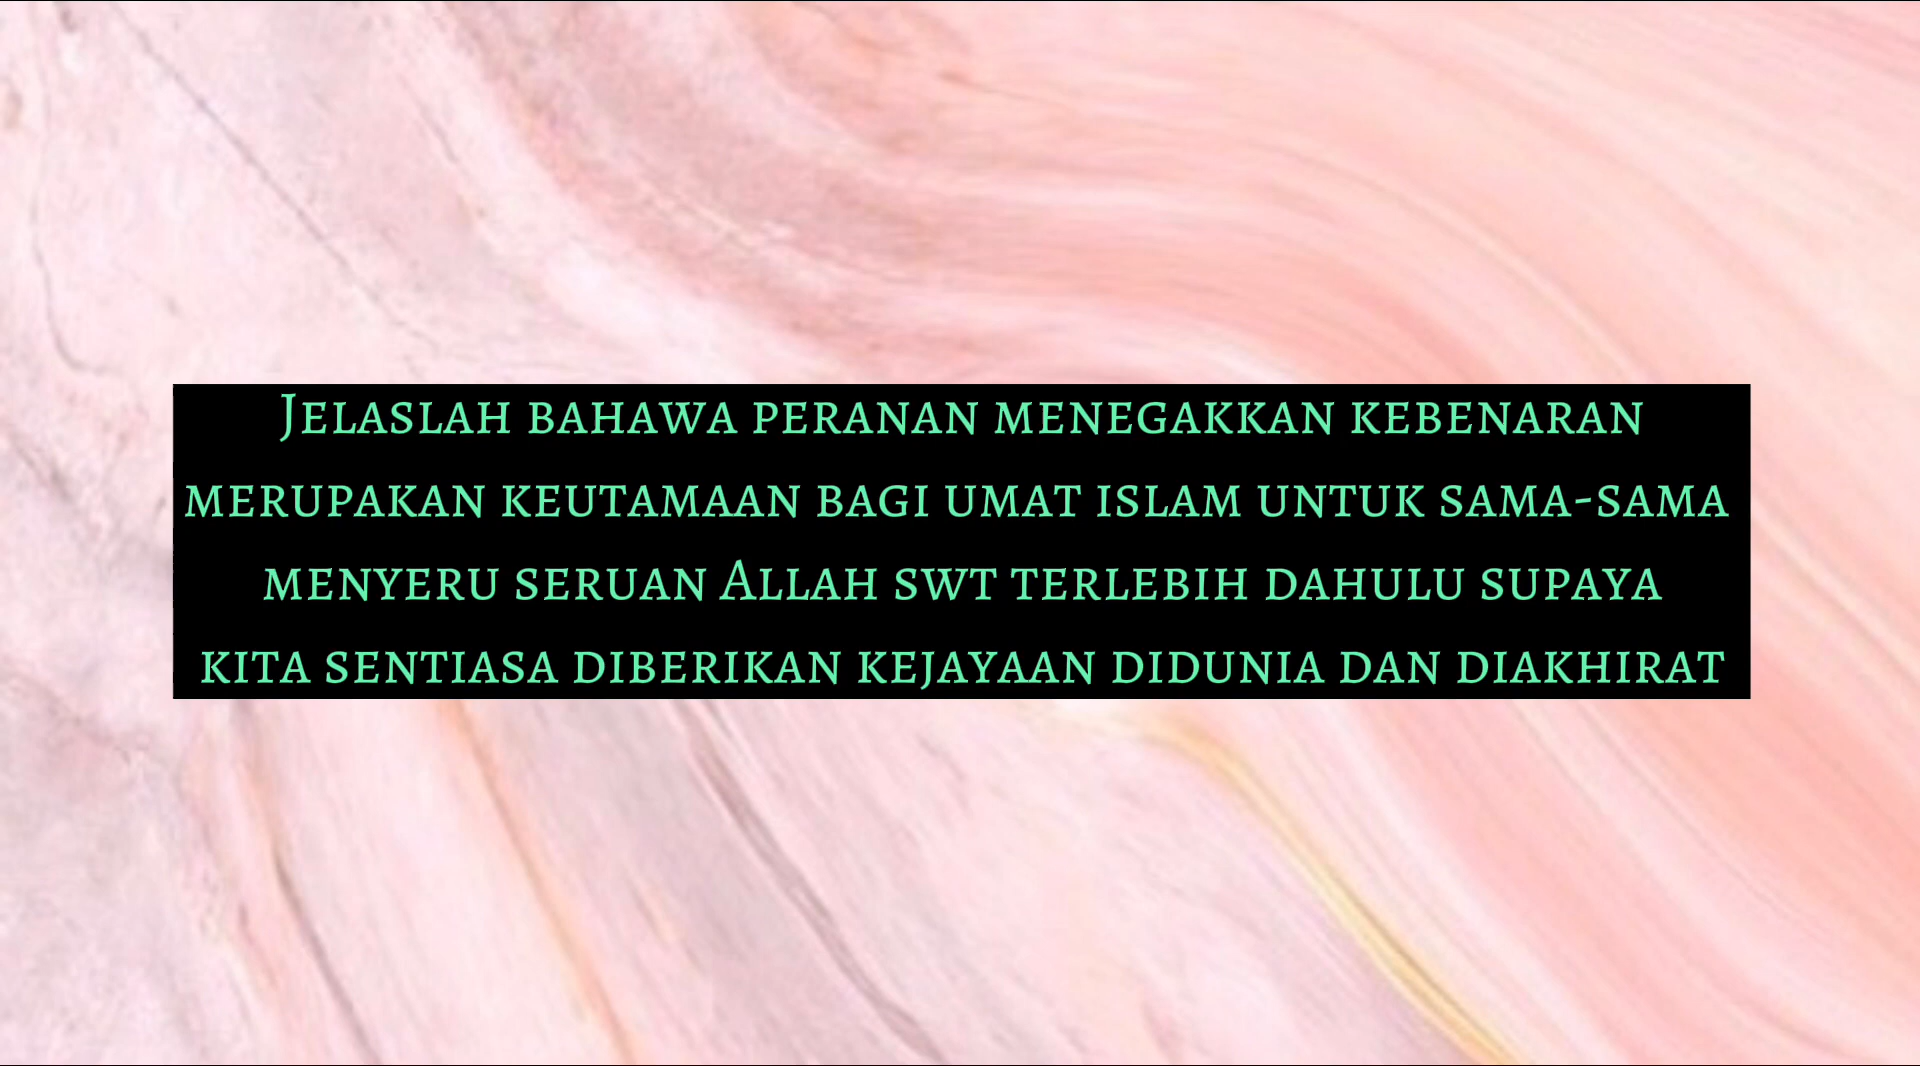 Jelaslah bahawa peranan menegakkan kebenaran
merupakan keutamaan bagi umat islam untuk sama-sama
menyeru seruan Allah swt terlebih dahulu supaya
kita sentiasa diberikan kejayaan didunia dan diakhirat